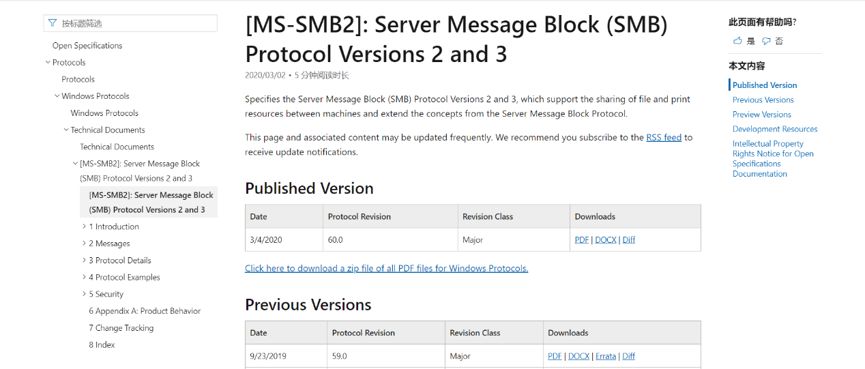 按标题筛选
Open Specifications
Protocols
Protocols
Windows Protocols
Windows Protocols
Technical Documents
Technical Documents
[MS-SMB2]: Server Message Block
(SMB) Protocol Versions 2 and 3
[MS-SMB2]: Server Message Block
(SMB) Protocol Versions 2 and 3
1 Introduction
2 Messages
3 Protocol Details
4 Protocol Examples
5 Security
6 Appendix A: Product Behavior
7 Change Tracking
8 Index
[MS-SMB2]: Server Message Block (SMB)
Protocol Versions 2 and 3
2020/03/02 • 5 分钟阅读时长
Specifies the Server Message Block (SMB) Protocol Versions 2 and 3, which support the sharing of file and print
resources between machines and extend the concepts from the Server Message Block Protocol.
This page and associated content may be updated frequently. We recommend you subscribe to the RSS feed to
receive update notifications.
Published Version
Date Protocol Revision Revision Class Downloads
3/4/2020 60.0 Major PDF | DOCX | Diff
Click here to download a zip file of all PDF files for Windows Protocols.
Previous Versions
Date Protocol Revision Revision Class Downloads
9/23/2019 59.0 Major PDF | DOCX | Errata | Diff
此页面有帮助吗?
是 否
本文内容
Published Version
Previous Versions
Preview Versions
Development Resources
Intellectual Property
Rights Notice for Open
Specifications
Documentation